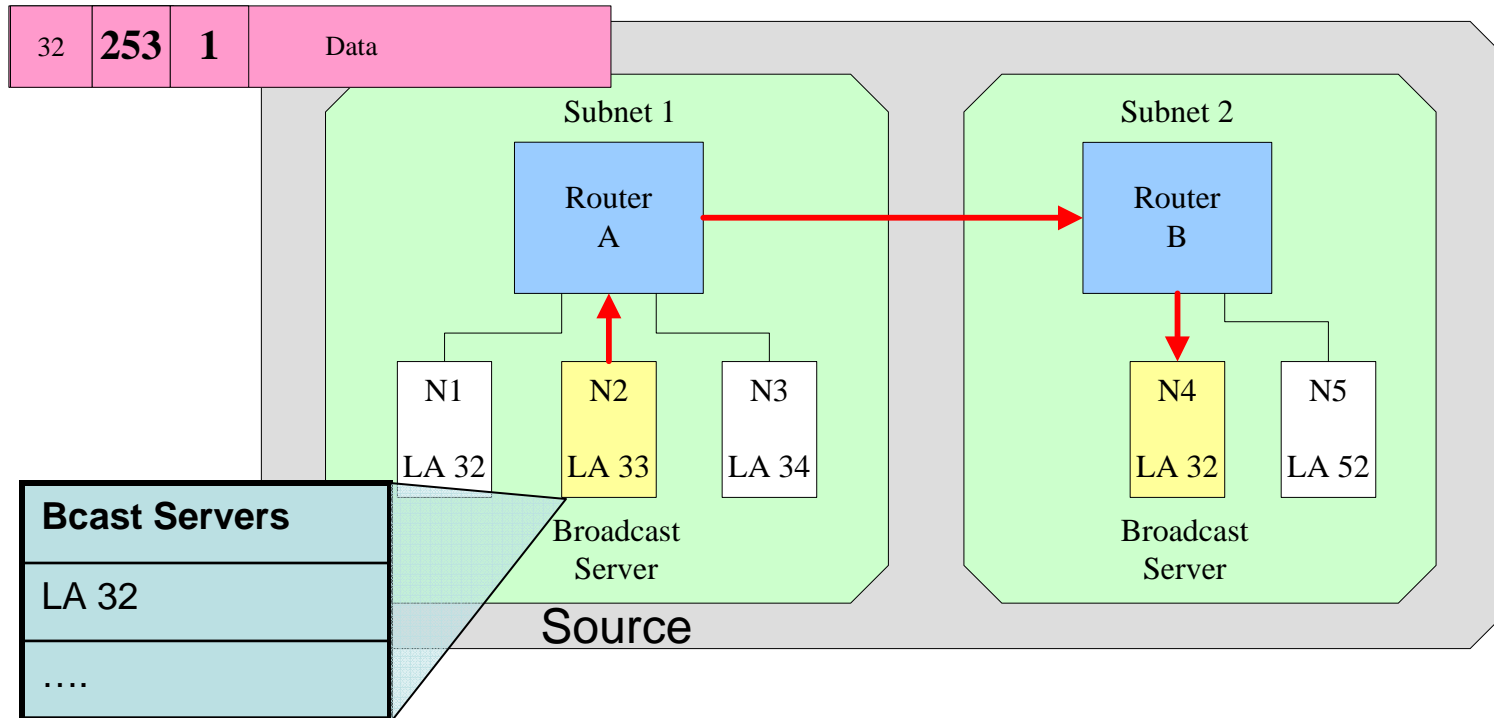 32 253 1 Data
Subnet 1
Subnet 2
Router
A
Router
B
N1
LA 32
N2
LA 33
N3
LA 34
N4
LA 32
N5
LA 52
Broadcast
Server
Broadcast
Server
Source
Bcast Servers
LA 32
….